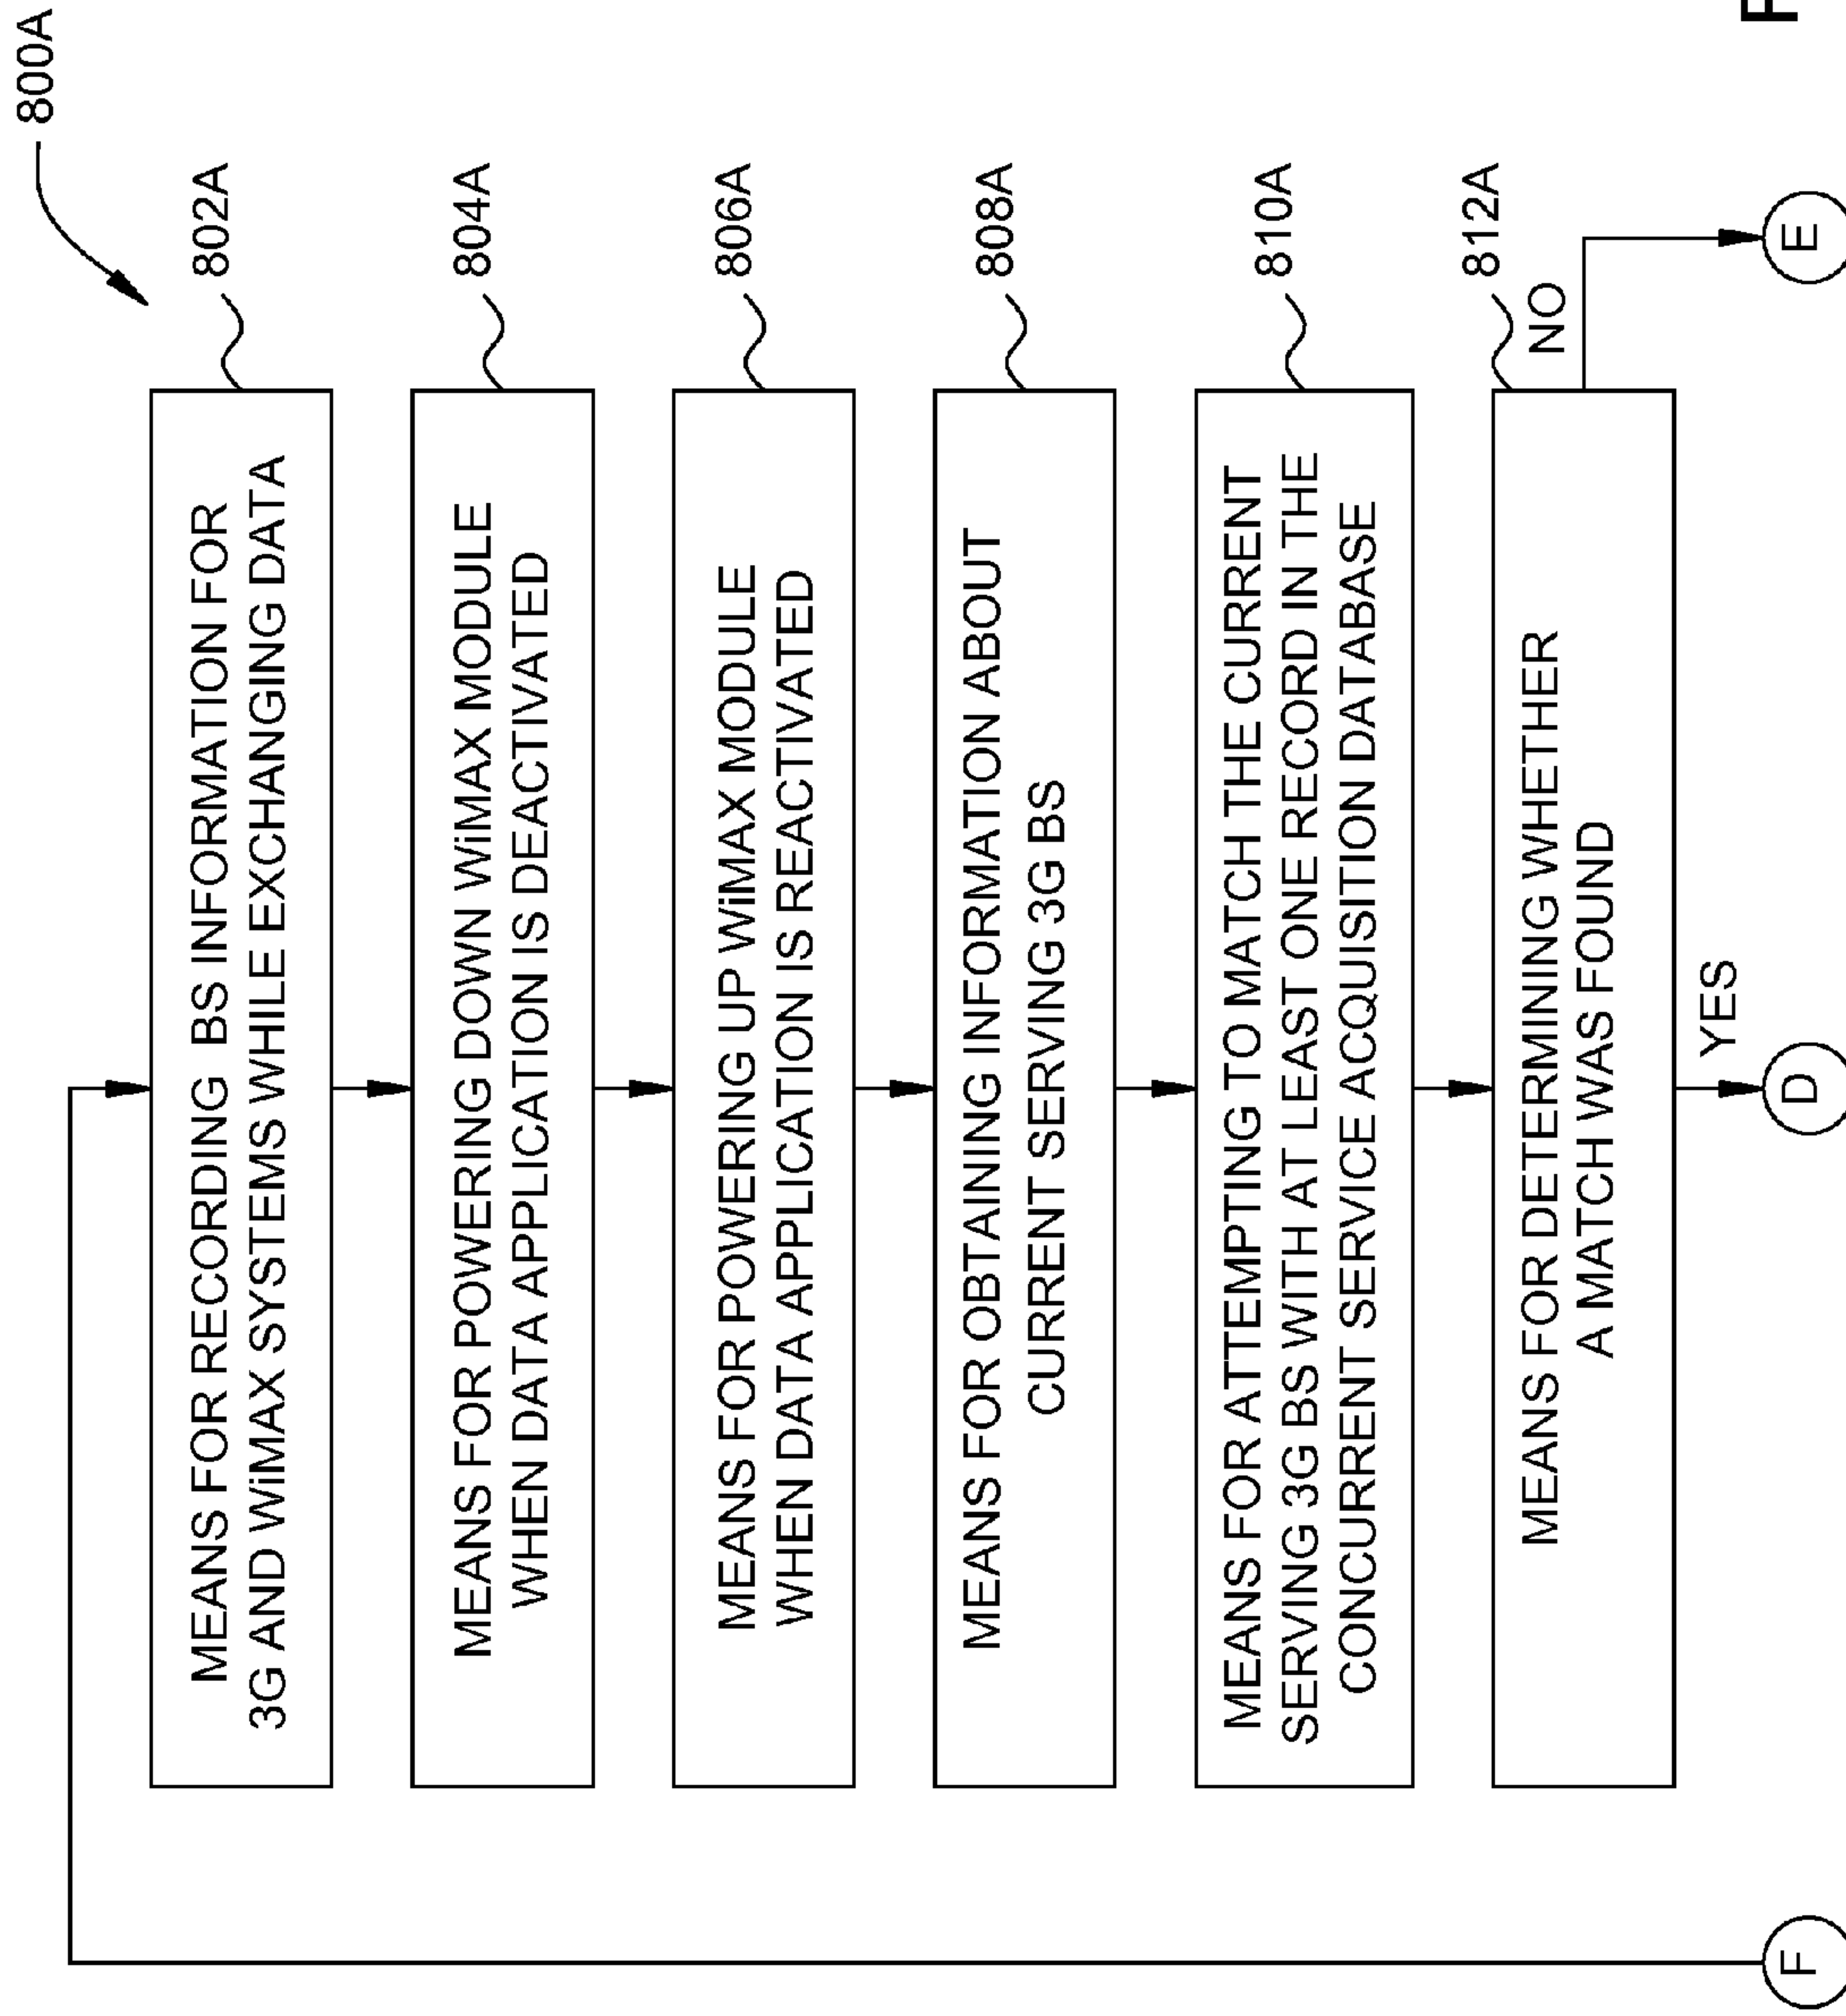 800A
MEANS FOR RECORDING BS INFORMATION FOR
3G AND WiMAX SYSTEMS WHILE EXCHANGING DATA
802A
MEANS FOR POWERING DOWN WiMAX MODULE
WHEN DATA APPLICATION IS DEACTIVATED
804A
MEANS FOR POWERING UP WiMAX MODULE
WHEN DATA APPLICATION IS REACTIVATED
806A
MEANS FOR OBTAINING INFORMATION ABOUT
CURRENT SERVING 3G BS
808A
MEANS FOR ATTEMPTING TO MATCH THE CURRENT
SERVING 3G BS WITH AT LEAST ONE RECORD IN THE
CONCURRENT SERVICE ACQUISITION DATABASE
810A
MEANS FOR DETERMINING WHETHER
A MATCH WAS FOUND
812A
NO
YES
F
D
E